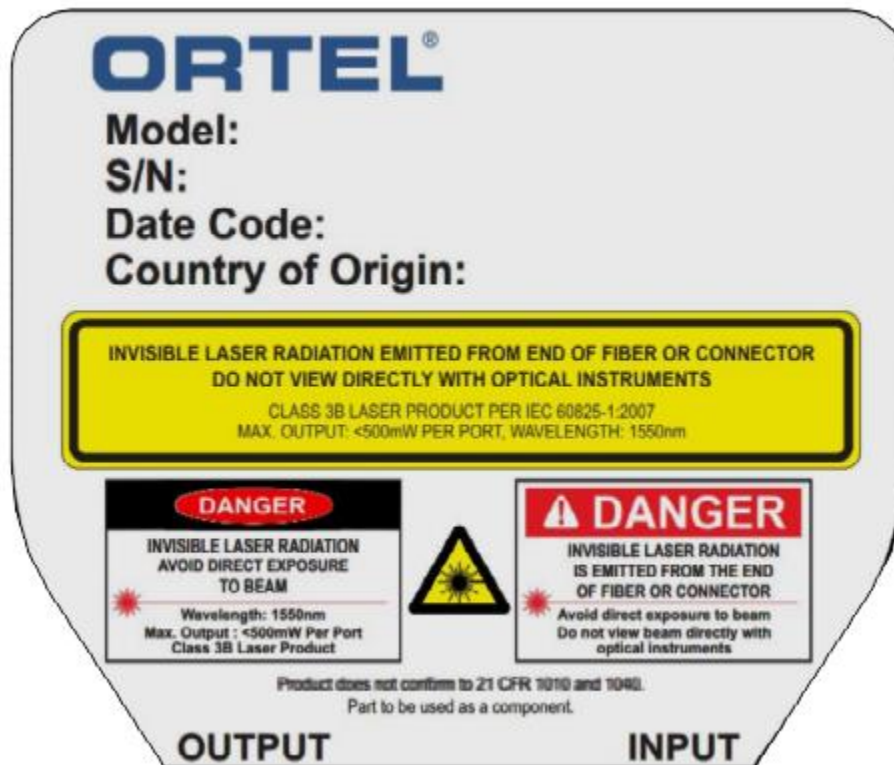 ORTEL®
Model:
S/N:
Date Code:
Country of Origin:
INVISIBLE LASER RADIATION EMITTED FROM END OF FIBER OR CONNECTOR
DO NOT VIEW DIRECTLY WITH OPTICAL INSTRUMENTS
CLASS 3B LASER PRODUCT PER IEC 60825-1:2007
MAX. OUTPUT: <500mW PER PORT, WAVELENGTH: 1550nm
DANGER
INVISIBLE LASER RADIATION
AVOID DIRECT EXPOSURE
TO BEAM
Wavelength: 1550nm
Max. Output : <500mW Per Port
Class 3B Laser Product
DANGER
INVISIBLE LASER RADIATION
IS EMITTED FROM THE END
OF FIBER OR CONNECTOR
Avoid direct exposure to beam
Do not view beam directly with
optical instruments
Product does not confirm to 21 CFR 1010 and 1040.
Part to be used as a component.
OUTPUT
INPUT